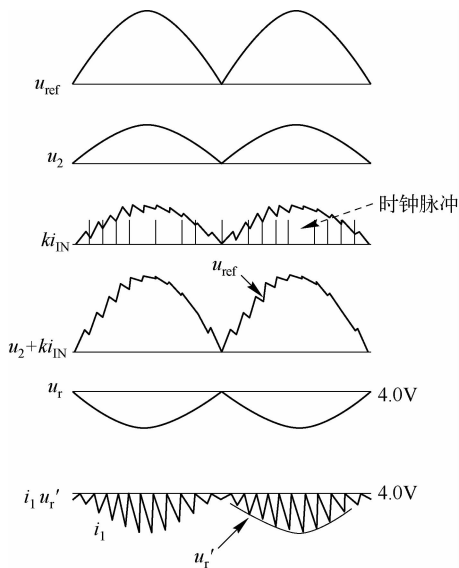 u_ref
u_2
ki_IN
时钟脉冲
u_ref
u_2+ki_IN
u_r
4.0V
i_1 u_r′
4.0V
i_1
u_r′